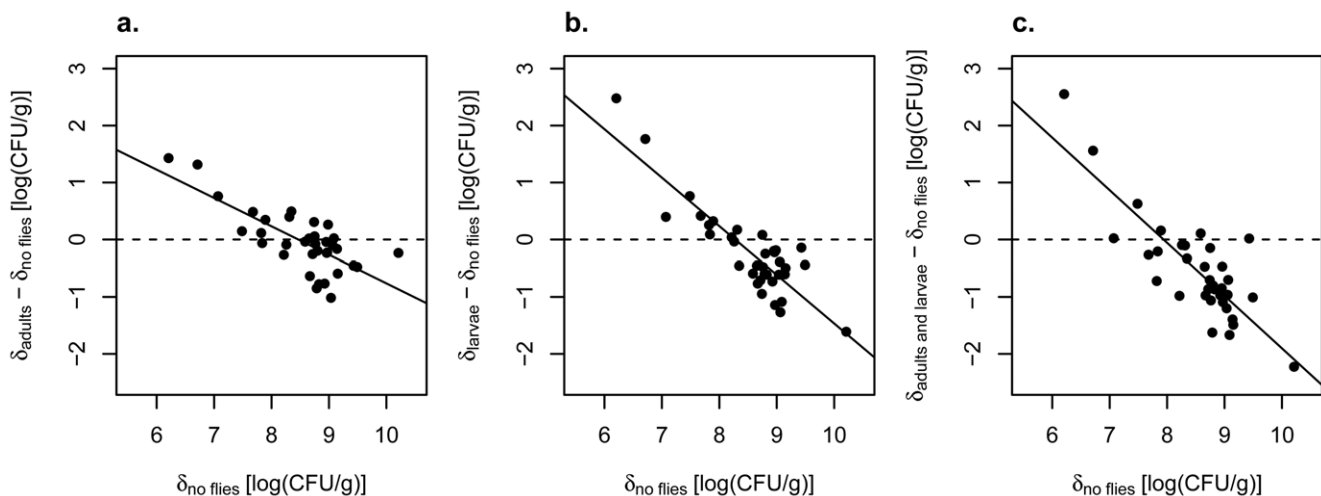 a.
3
2
1
0
−1
−2
6 7 8 9 10
δadults − δno flies [log(CFU/g)]
δno flies [log(CFU/g)]
b.
3
2
1
0
−1
−2
6 7 8 9 10
δlarvae − δno flies [log(CFU/g)]
δno flies [log(CFU/g)]
c.
3
2
1
0
−1
−2
6 7 8 9 10
δadults and larvae − δno flies [log(CFU/g)]
δno flies [log(CFU/g)]